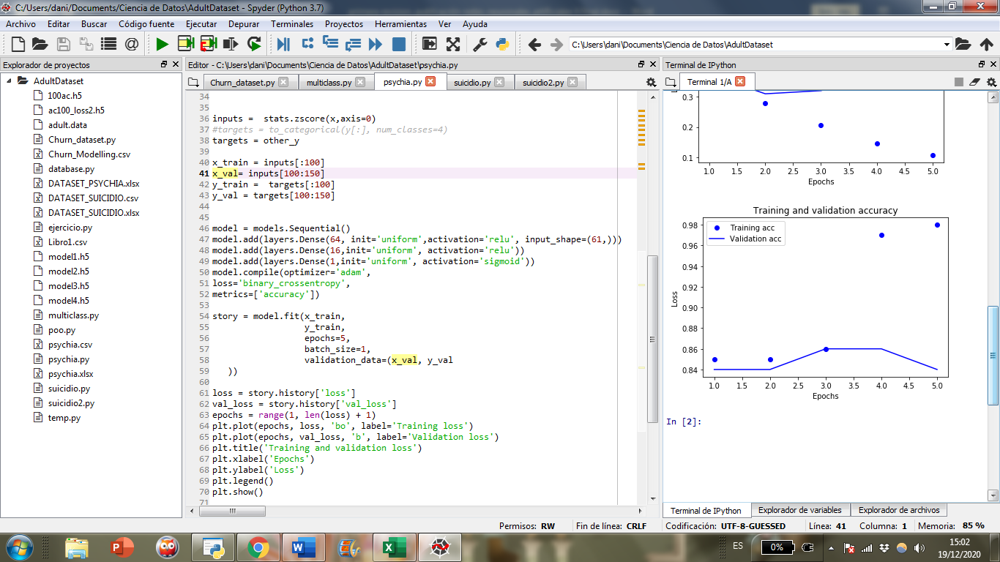 C:/Users/dani/Documents/Ciencia de Datos\AdultDataset - Spyder (Python 3.7)
Archivo Editar Buscar Código fuente Ejecutar Depurar Terminales Proyectos Herramientas Ver Ayuda
C:\Users\dani\Documents\Ciencia de Datos\AdultDataset
Explorador de proyectos
AdultDataset
100ac.h5
ac100_loss2.h5
adult.data
Churn_dataset.py
Churn_Modelling.csv
database.py
DATASET_PSYCHIA.xlsx
DATASET_SUICIDIO.csv
DATASET_SUICIDIO.xlsx
ejercicio.py
Libro1.csv
model1.h5
model2.h5
model3.h5
model4.h5
multiclass.py
poo.py
psychia.csv
psychia.py
psychia.xlsx
suicidio.py
suicidio2.py
temp.py
Editor - C:\Users\dani\Documents\Ciencia de Datos\AdultDataset\psychia.py
Churn_dataset.py multiclass.py psychia.py suicidio.py suicidio2.py
34
35
36 inputs =  stats.zscore(x,axis=0)
37 #targets = to_categorical(y[:], num_classes=4)
38 targets = other_y
39
40 x_train = inputs[:100]
41 x_val= inputs[100:150]
42 y_train =  targets[:100]
43 y_val = targets[100:150]
44
45
46 model = models.Sequential()
47 model.add(layers.Dense(64, init='uniform',activation='relu', input_shape=(61,)))
48 model.add(layers.Dense(16,init='uniform', activation='relu'))
49 model.add(layers.Dense(1,init='uniform', activation='sigmoid'))
50 model.compile(optimizer='adam',
51 loss='binary_crossentropy',
52 metrics=['accuracy'])
53
54 story = model.fit(x_train,
55                   y_train,
56                   epochs=5,
57                   batch_size=1,
58                   validation_data=(x_val, y_val
59    ))
60
61 loss = story.history['loss']
62 val_loss = story.history['val_loss']
63 epochs = range(1, len(loss) + 1)
64 plt.plot(epochs, loss, 'bo', label='Training loss')
65 plt.plot(epochs, val_loss, 'b', label='Validation loss')
66 plt.title('Training and validation loss')
67 plt.xlabel('Epochs')
68 plt.ylabel('Loss')
69 plt.legend()
70 plt.show()
71
Terminal de IPython
Terminal 1/A
0.3
0.2
0.1
1.0 1.5 2.0 2.5 3.0 3.5 4.0 4.5 5.0
Epochs
Training and validation accuracy
Training acc
Validation acc
0.98
0.96
0.94
0.92
0.90
0.88
0.86
0.84
Loss
1.0 1.5 2.0 2.5 3.0 3.5 4.0 4.5 5.0
Epochs
In [2]:
Terminal de IPython Explorador de variables Explorador de archivos
Permisos: RW Fin de línea: CRLF Codificación: UTF-8-GUESSED Línea: 41 Columna: 1 Memoria: 85 %
ES 0% 15:02
19/12/2020